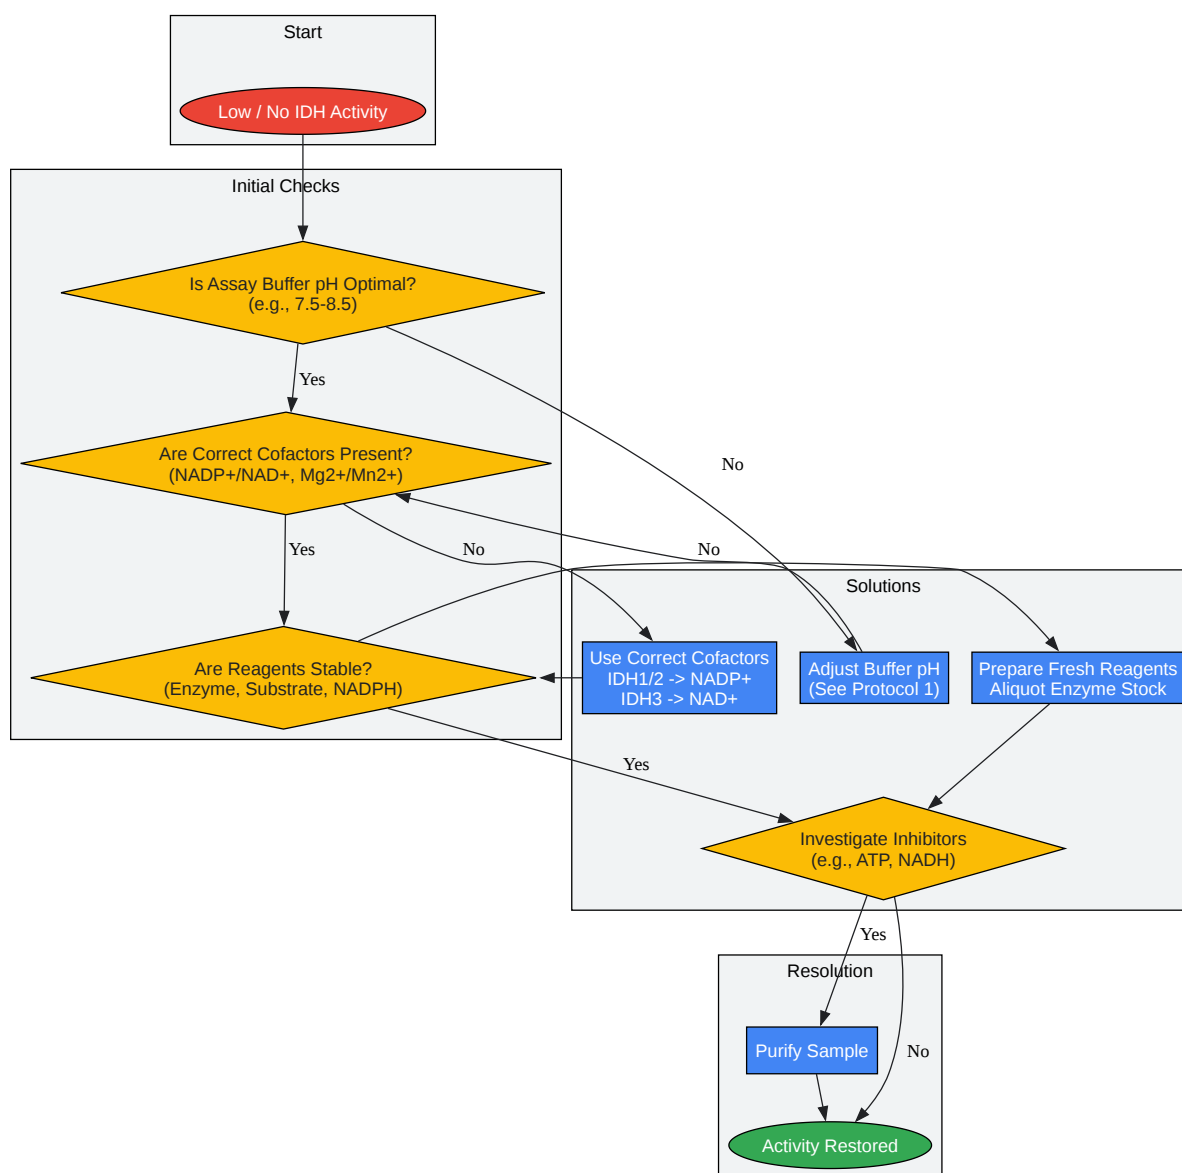 Start
Low / No IDH Activity
Initial Checks
Is Assay Buffer pH Optimal?
(e.g., 7.5-8.5)
Yes
No
Are Correct Cofactors Present?
(NADP+/NAD+, Mg2+/Mn2+)
Yes
No
No
Solutions
Are Reagents Stable?
(Enzyme, Substrate, NADPH)
Use Correct Cofactors
IDH1/2 -> NADP+
IDH3 -> NAD+
Adjust Buffer pH
(See Protocol 1)
Prepare Fresh Reagents
Aliquot Enzyme Stock
Yes
Investigate Inhibitors
(e.g., ATP, NADH)
Yes
Resolution
Purify Sample
No
Activity Restored